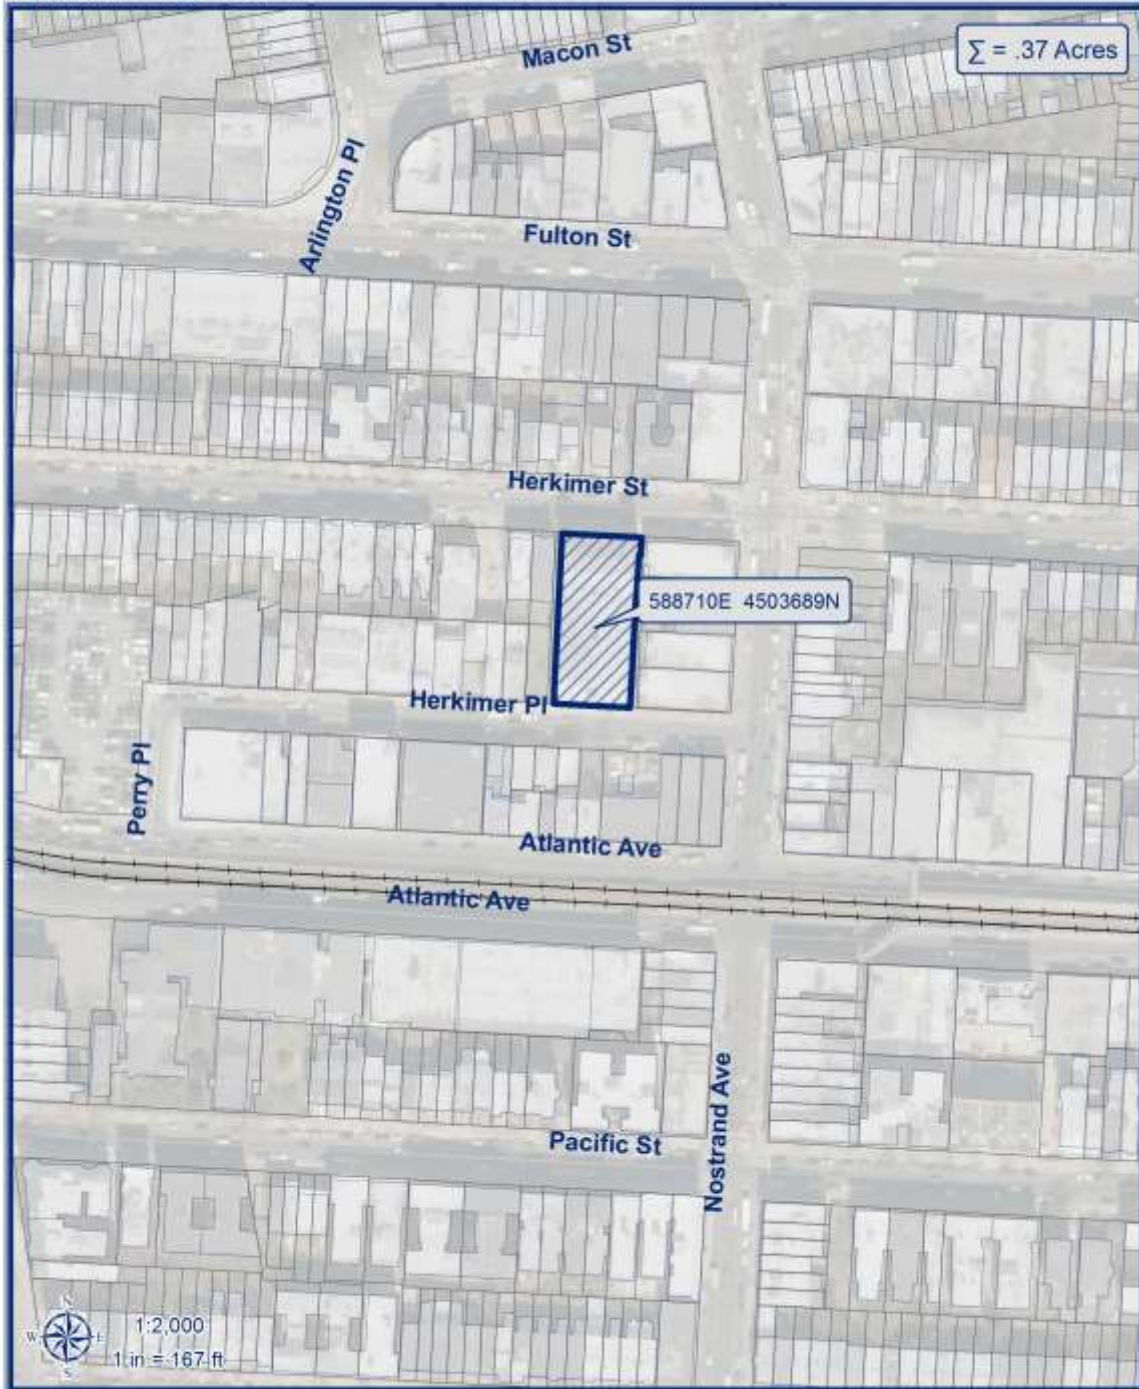 Macon St
Σ = .37 Acres
Arlington Pl
Fulton St
Herkimer St
588710E 4503689N
Herkimer Pl
Perry Pl
Atlantic Ave
Atlantic Ave
Nostrand Ave
Pacific St
N
W E
S
1:2,000
1 in = 167 ft